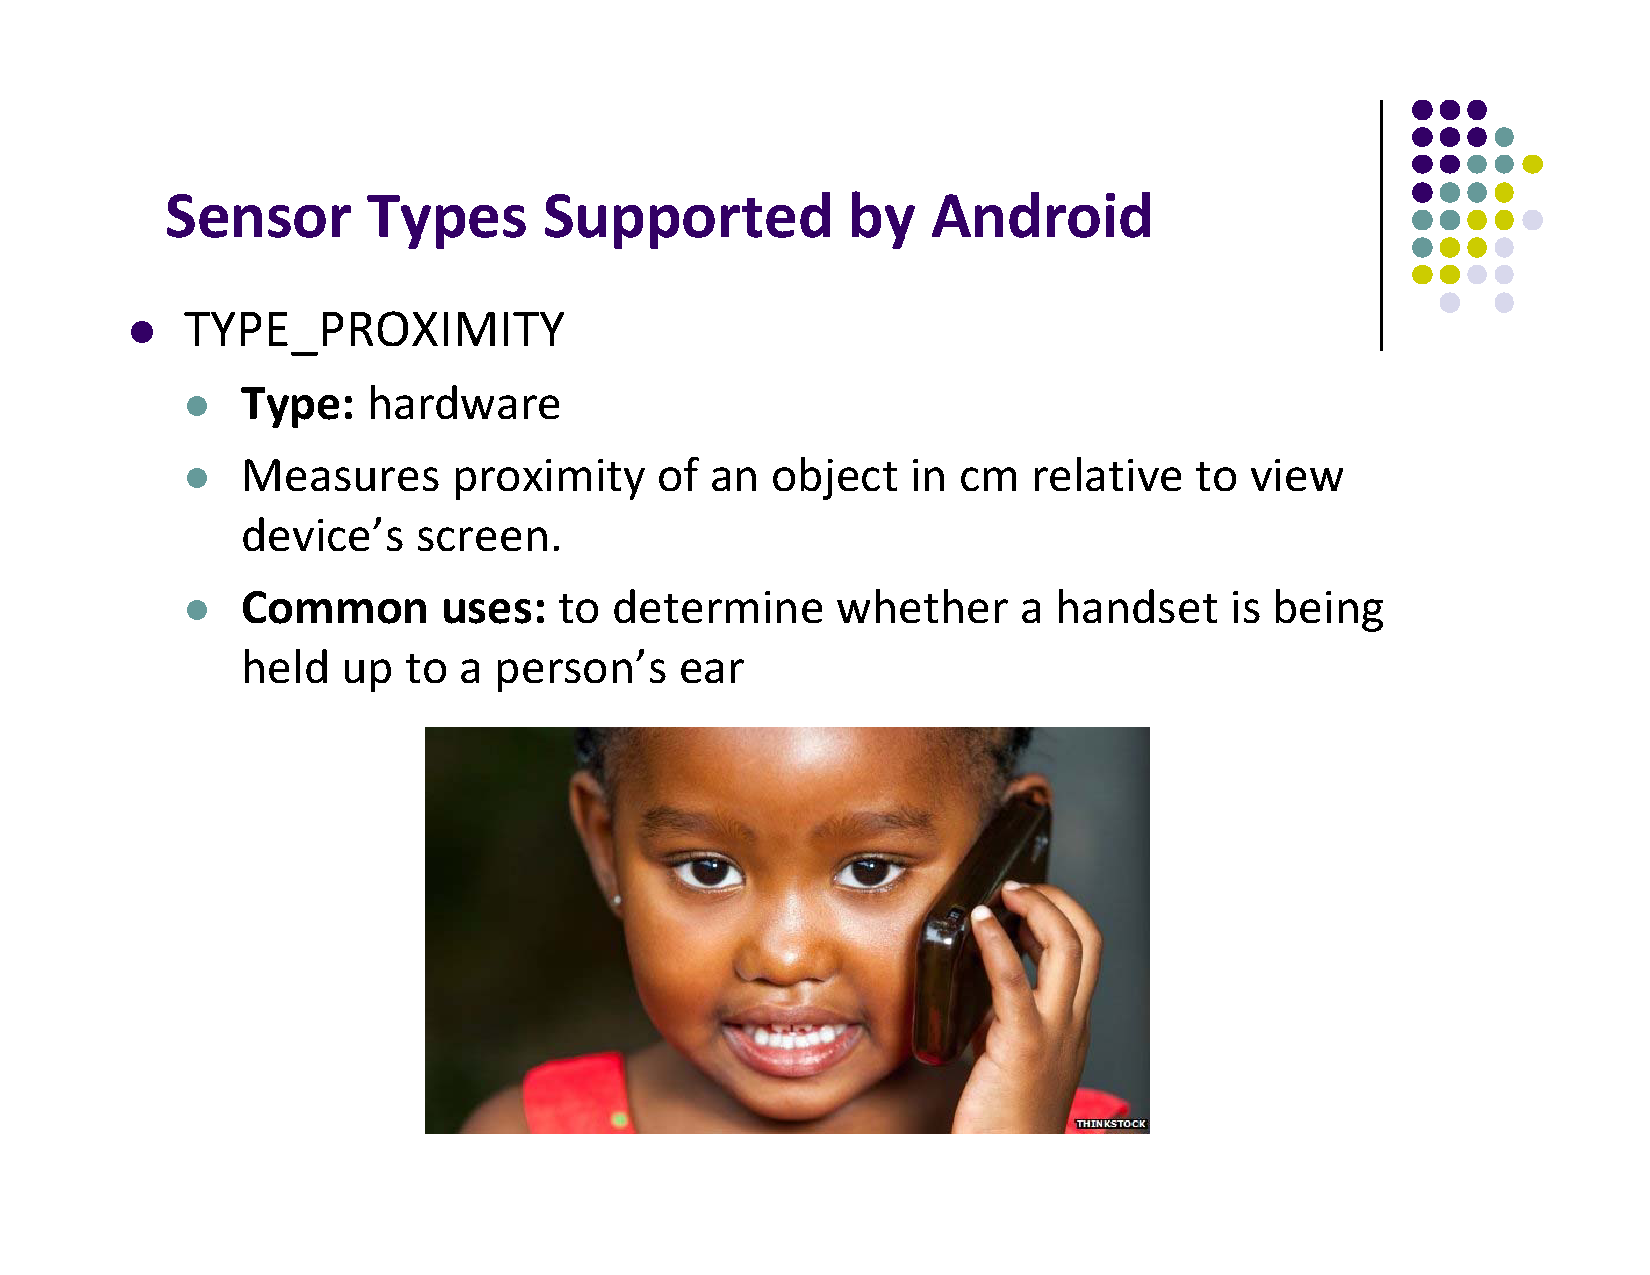 Sensor Types Supported by Android
TYPE_PROXIMITY
Type: hardware
Measures proximity of an object in cm relative to view
device’s screen.
Common uses: to determine whether a handset is being
held up to a person’s ear
THINKSTOCK